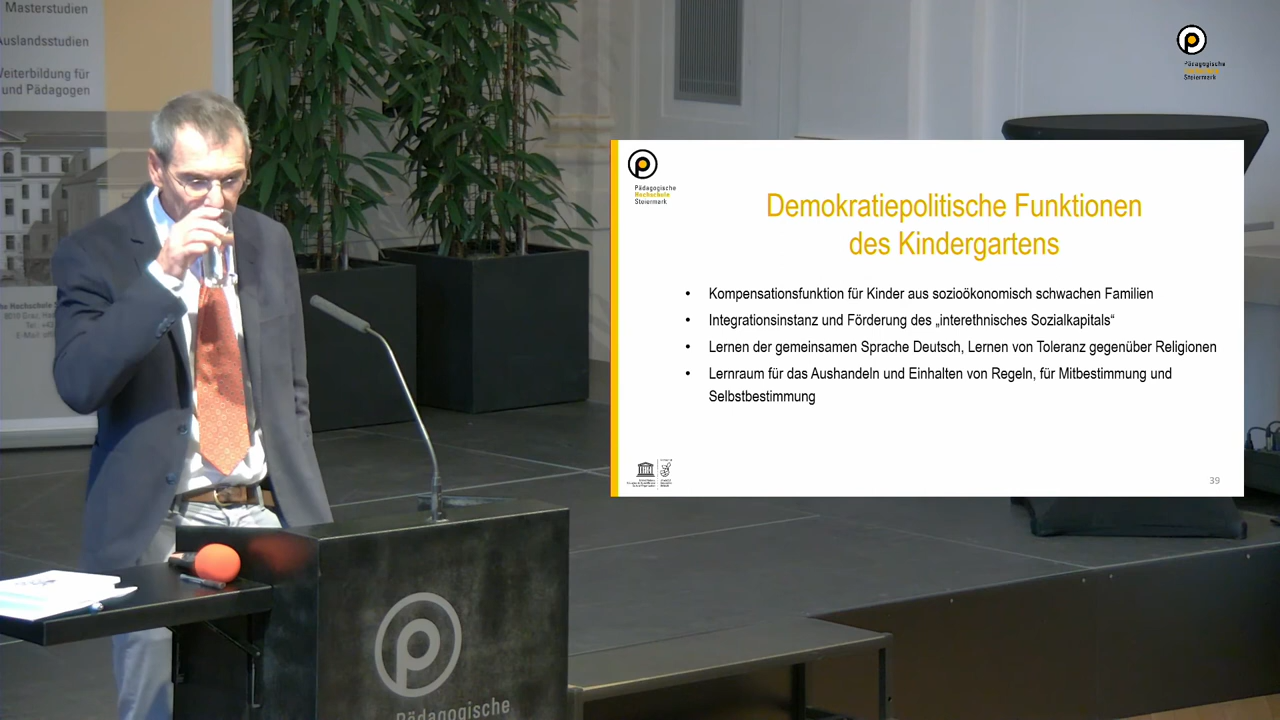 Masterstudien
Auslandsstudien
Weiterbildung für
und Pädagogen
Pädagogische
Steiermark
Pädagogische
Hochschule
Steiermark
Demokratiepolitische Funktionen
des Kindergartens
• Kompensationsfunktion für Kinder aus sozioökonomisch schwachen Familien
• Integrationsinstanz und Förderung des „interethnisches Sozialkapitals“
• Lernen der gemeinsamen Sprache Deutsch, Lernen von Toleranz gegenüber Religionen
• Lernraum für das Aushandeln und Einhalten von Regeln, für Mitbestimmung und
Selbstbestimmung
39
Pädagogische